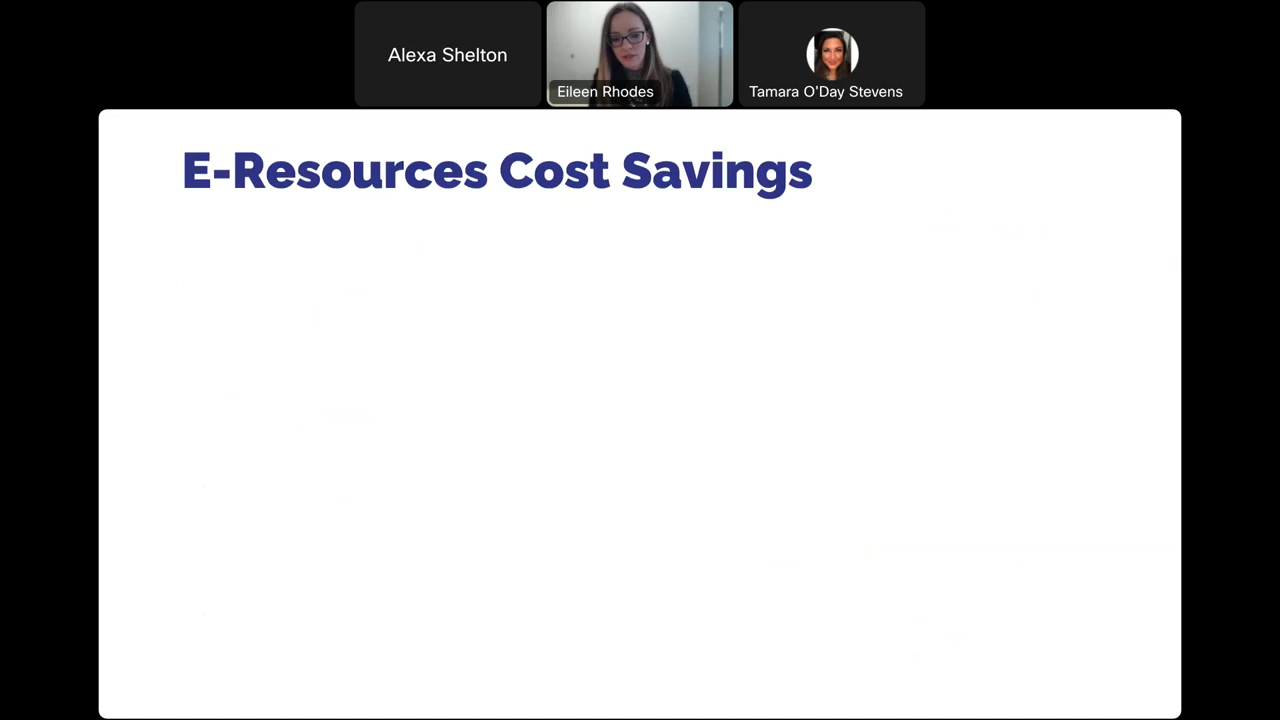 Alexa Shelton
Eileen Rhodes
Tamara O'Day Stevens
E-Resources Cost Savings